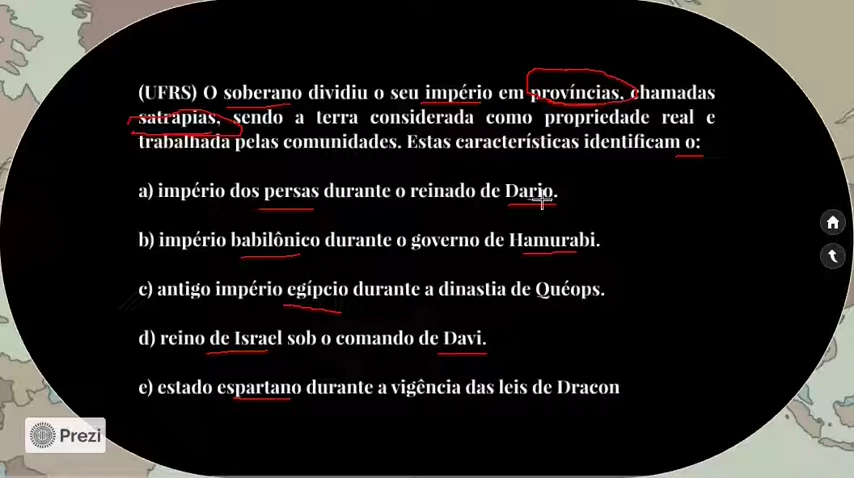 (UFRS) O soberano dividiu o seu império em províncias, chamadas
satrapias, sendo a terra considerada como propriedade real e
trabalhada pelas comunidades. Estas características identificam o:
a) império dos persas durante o reinado de Dario.
b) império babilônico durante o governo de Hamurabi.
c) antigo império egípcio durante a dinastia de Quéops.
d) reino de Israel sob o comando de Davi.
e) estado espartano durante a vigência das leis de Dracon
Prezi